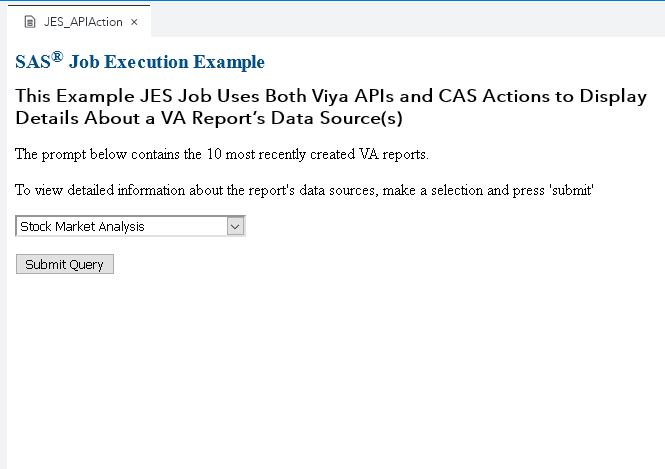 JES_APIAction ×
SAS® Job Execution Example
This Example JES Job Uses Both Viya APIs and CAS Actions to Display
Details About a VA Report's Data Source(s)
The prompt below contains the 10 most recently created VA reports.
To view detailed information about the report's data sources, make a selection and press 'submit'
Stock Market Analysis
Submit Query